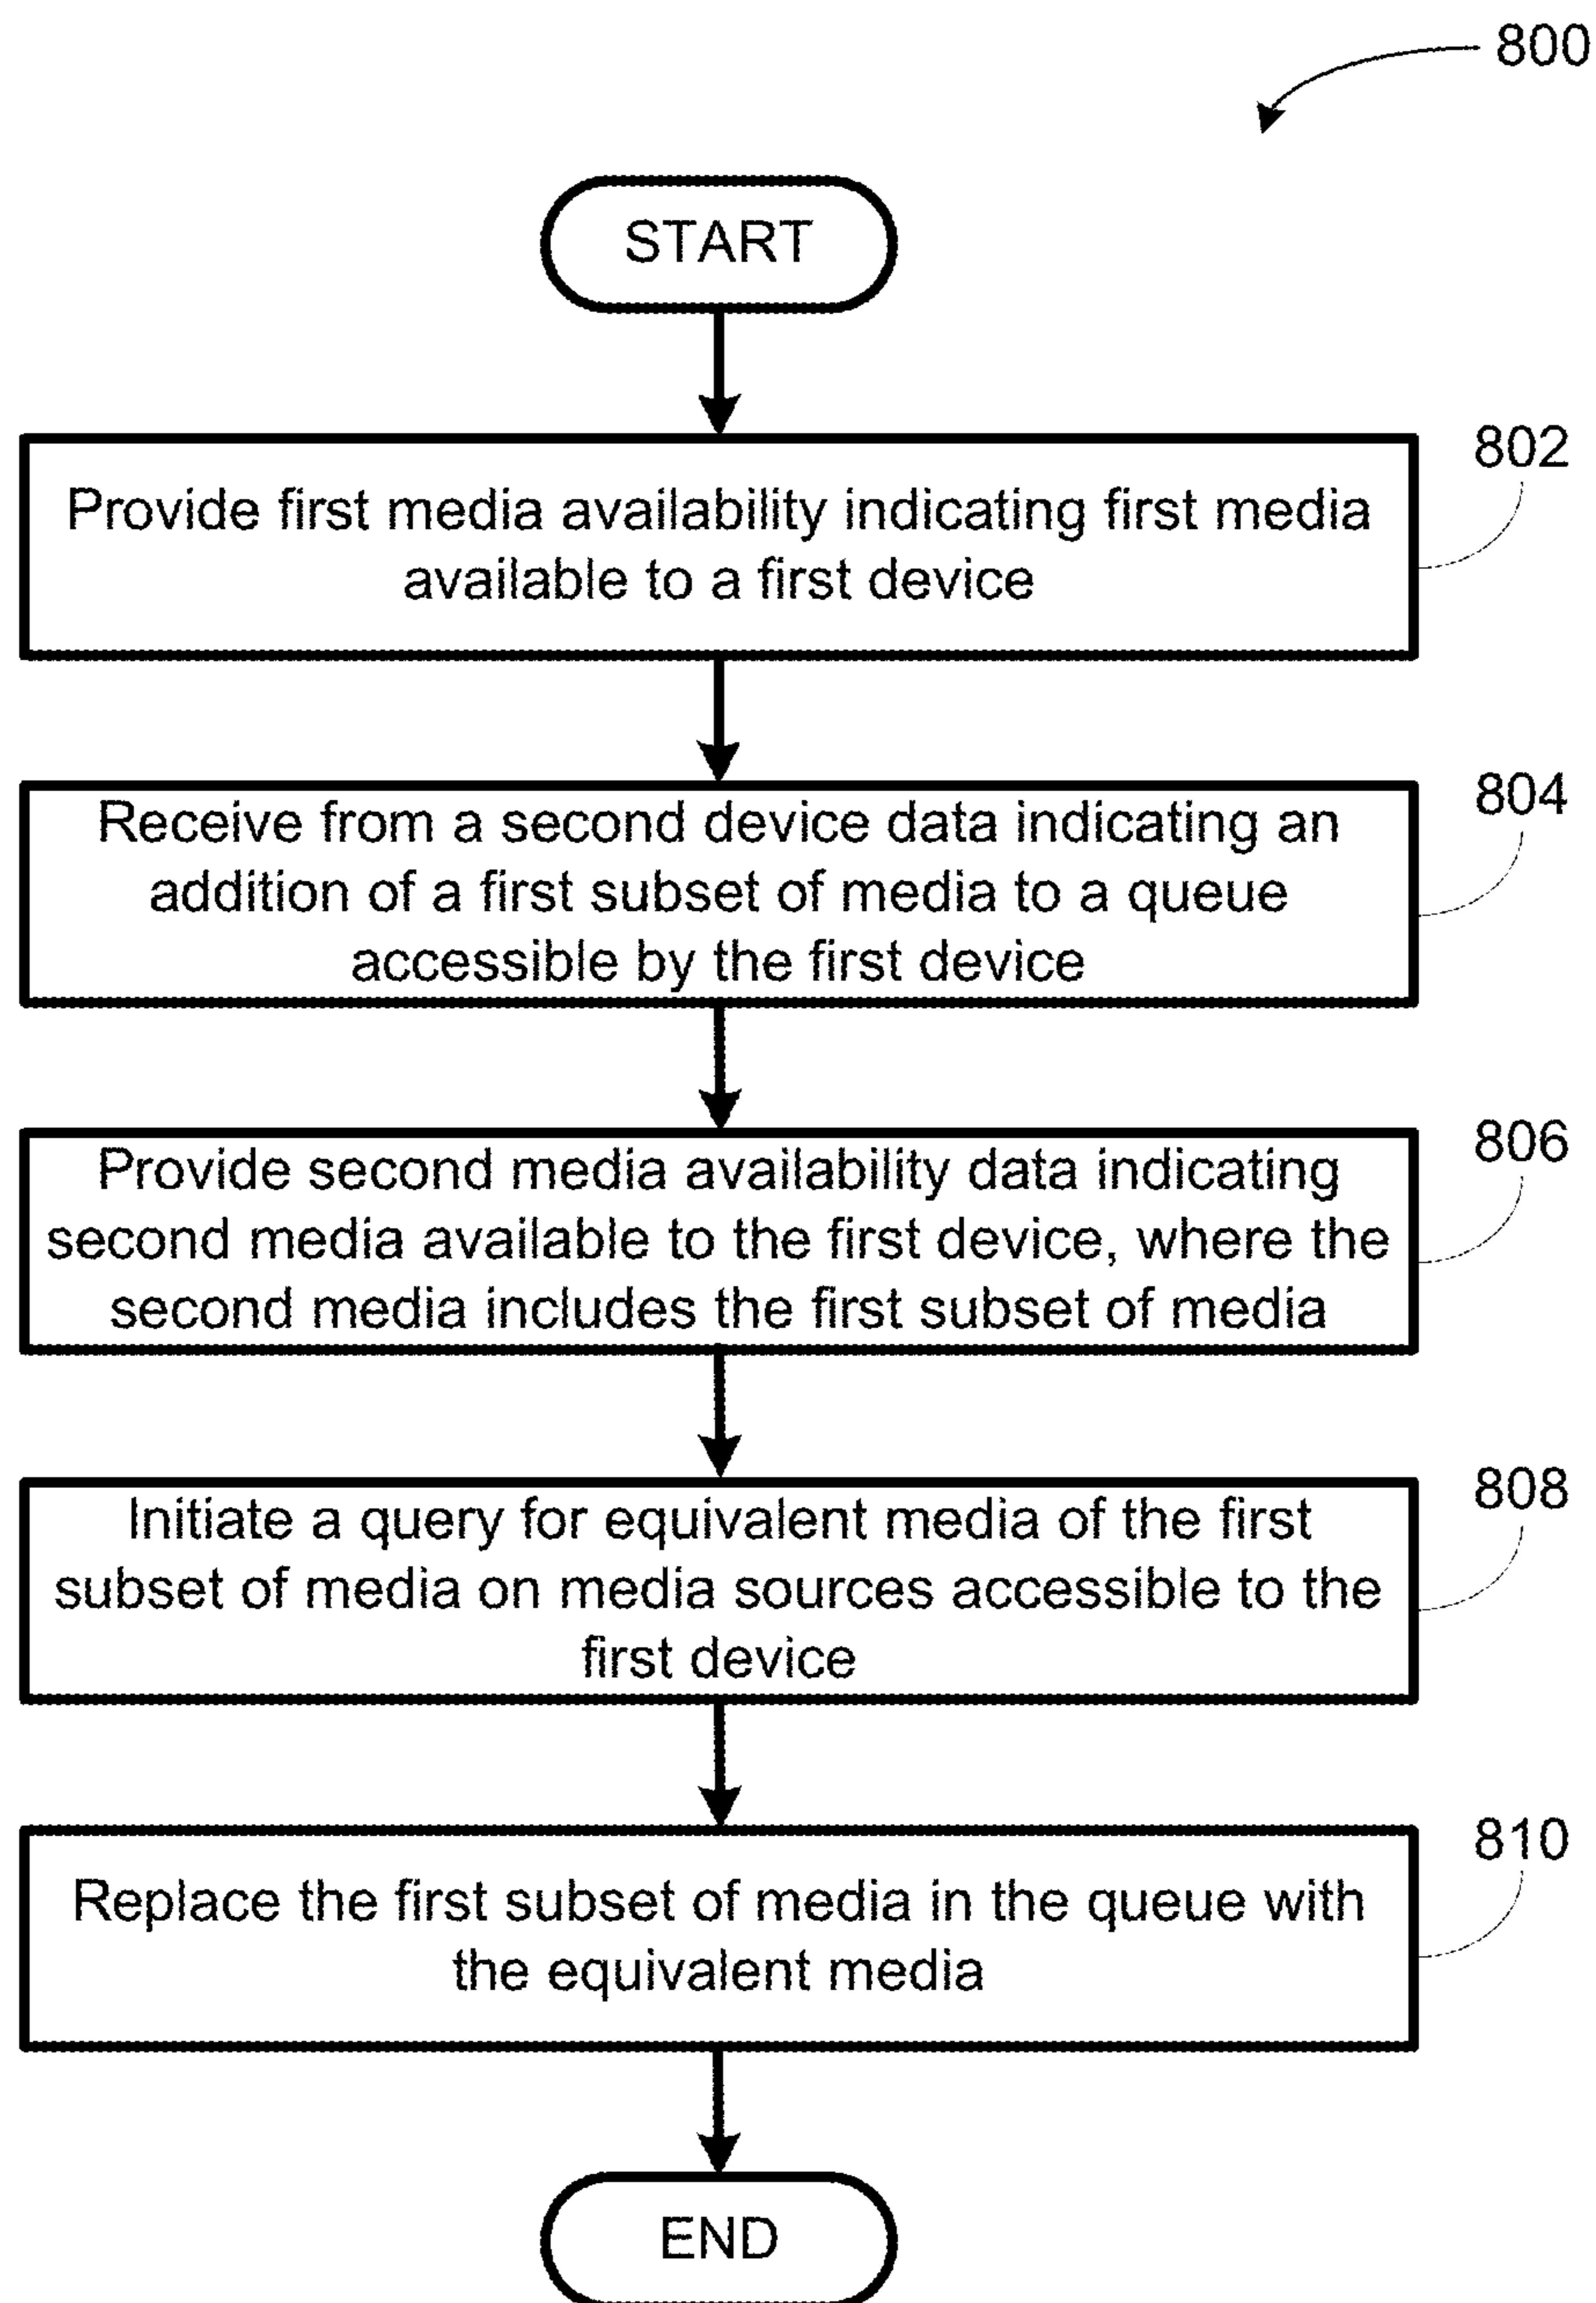 800
START
802
Provide first media availability indicating first media
available to a first device
804
Receive from a second device data indicating an
addition of a first subset of media to a queue
accessible by the first device
806
Provide second media availability data indicating
second media available to the first device, where the
second media includes the first subset of media
808
Initiate a query for equivalent media of the first
subset of media on media sources accessible to the
first device
810
Replace the first subset of media in the queue with
the equivalent media
END